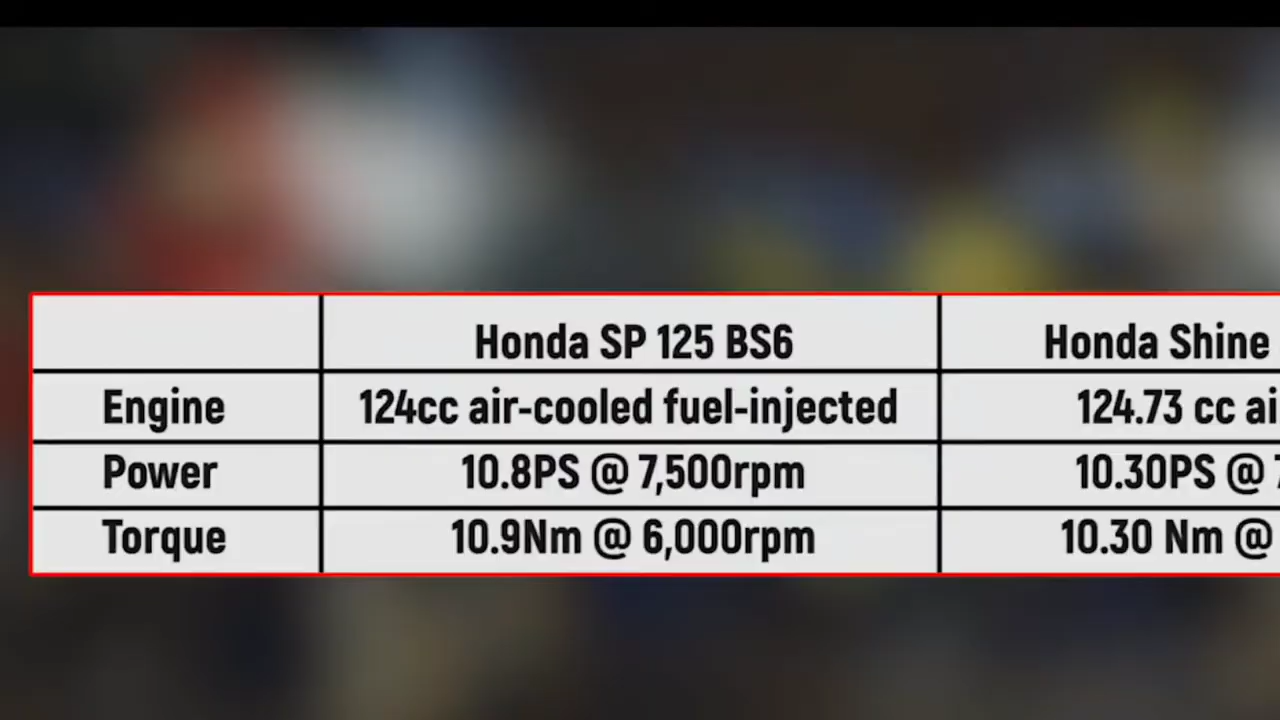 Honda SP 125 BS6 Honda Shine
Engine 124cc air-cooled fuel-injected 124.73 cc
Power 10.8PS @ 7,500rpm 10.30PS @
Torque 10.9Nm @ 6,000rpm 10.30 Nm @